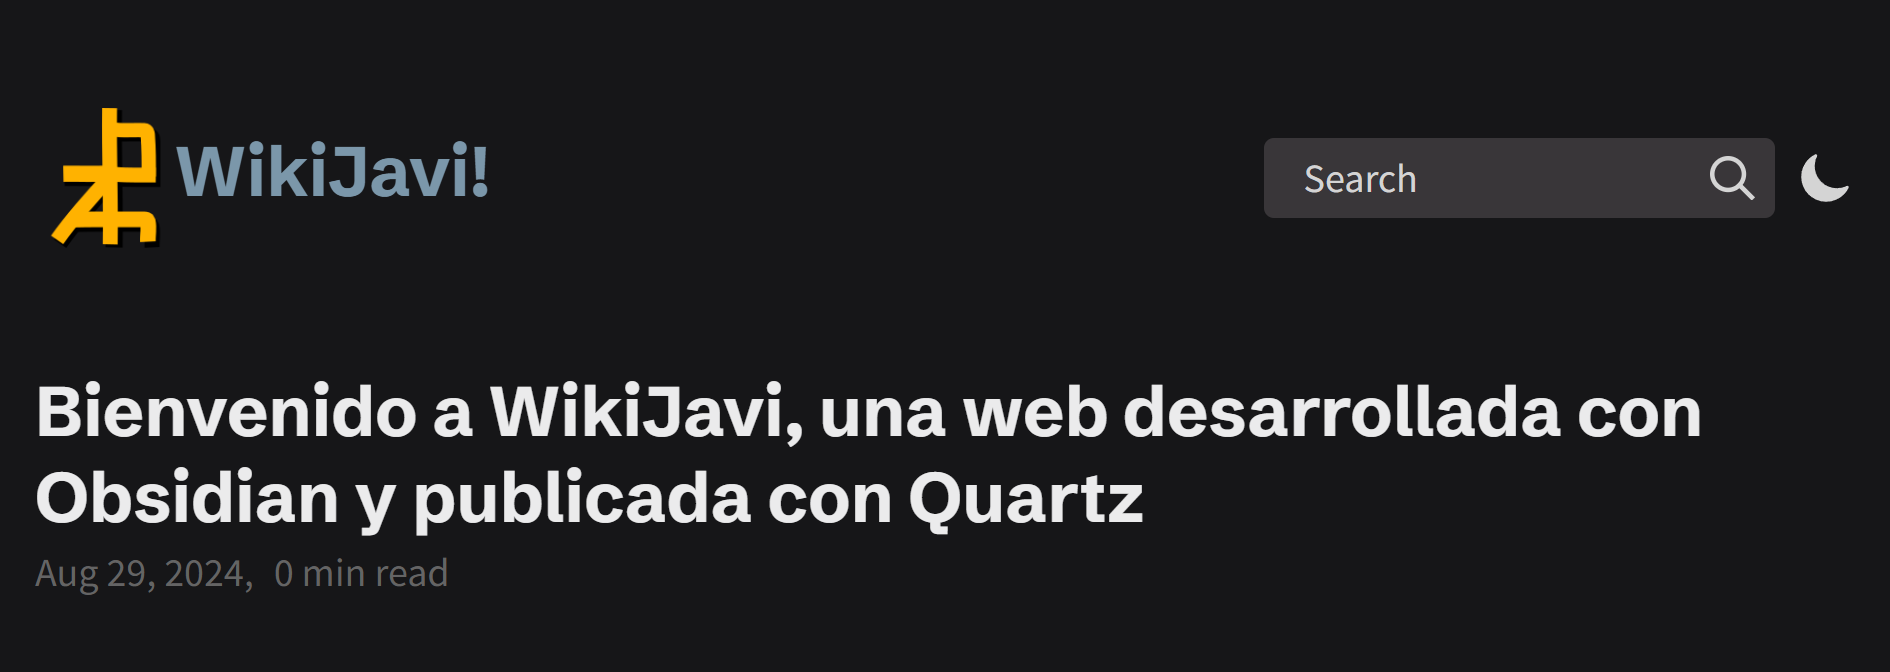 WikiJavi!
Search
Bienvenido a WikiJavi, una web desarrollada con
Obsidian y publicada con Quartz
Aug 29, 2024, 0 min read